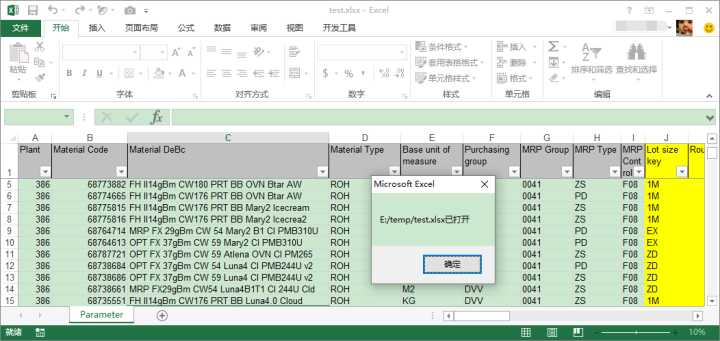 test.xlsx - Excel
文件 开始 插入 页面布局 公式 数据 审阅 视图 开发工具
粘贴
B I U A A
条件格式
套用表格格式
单元格样式
插入
删除
格式
排序和筛选 查找和选择
剪贴板 字体 对齐方式 数字 样式 单元格 编辑
fx
A B C D E F G H I J
1 Plant Material Code Material DeBc Material Type Base unit of measure Purchasing group MRP Group MRP Type MRP Cont rol Lot size key Rou
5 386 68773882 FH II14gBm CW180 PRT BB OVN Btar AW ROH 0041 ZS F08 1M
6 386 68774665 FH II14gBm CW176 PRT BB OVN Btar AW ROH 0041 PD F08 1M
7 386 68775815 FH II14gBm CW176 PRT BB Mary2 Icecream ROH 0041 PD F08 1M
8 386 68775816 FH II14gBm CW176 PRT BB Mary2 Icecrea2 ROH 0041 ZS F08 1M
9 386 68764714 MRP FX 29gBm CW 54 Mary2 B1 CI PMB310U ROH 0041 PD F08 EX
10 386 68764613 OPT FX 37gBm CW 59 Mary2 CI PMB310U ROH 0041 PD F08 EX
11 386 68787721 OPT FX 37gBm CW 59 Atlena OVN CI PM265 ROH 0041 ZS F08 ZD
12 386 68738684 OPT FX 37gBm CW 54 Luna4 CI PMB244U v2 ROH 0041 PD F08 ZD
13 386 68738686 OPT FX 37gBm CW 59 Luna4 CI PMB244U v2 ROH 0041 ZS F08 ZD
14 386 68738661 MRP FX29gBm CW54 Luna4B1T1 CI 244U Cld ROH M2 DVV 0041 ZS F08 ZD
15 386 68735551 FH II14gBm CW176 PRT BB Luna4.0 Cloud ROH KG DVV 0041 ZS F08 1M
Microsoft Excel
E:/temp/test.xlsx已打开
确定
Parameter
就绪 10%